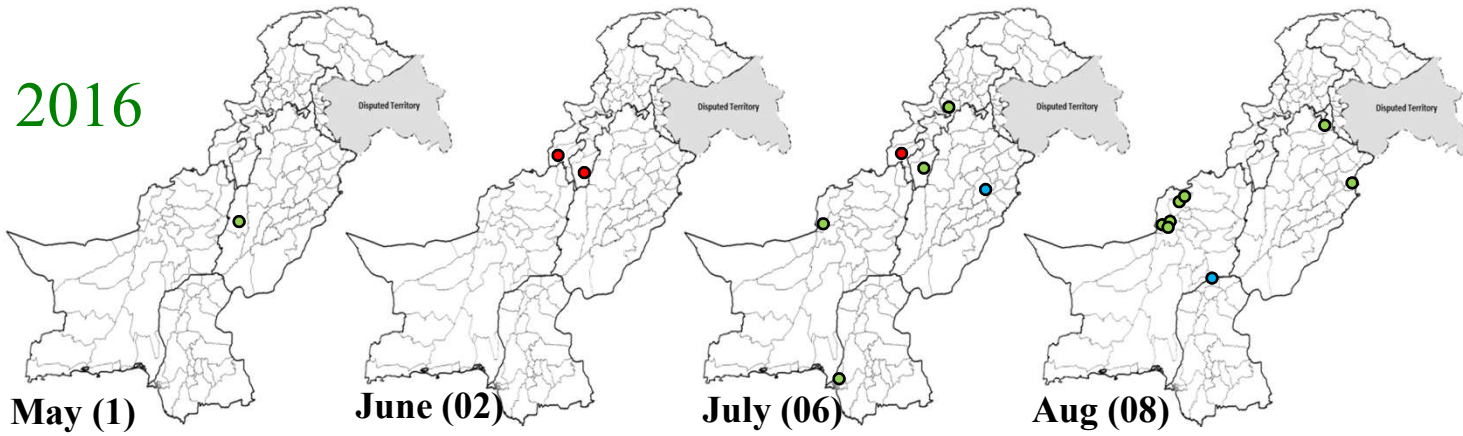 2016
Disputed Territory
Disputed Territory
Disputed Territory
Disputed Territory
May (1)
June (02)
July (06)
Aug (08)